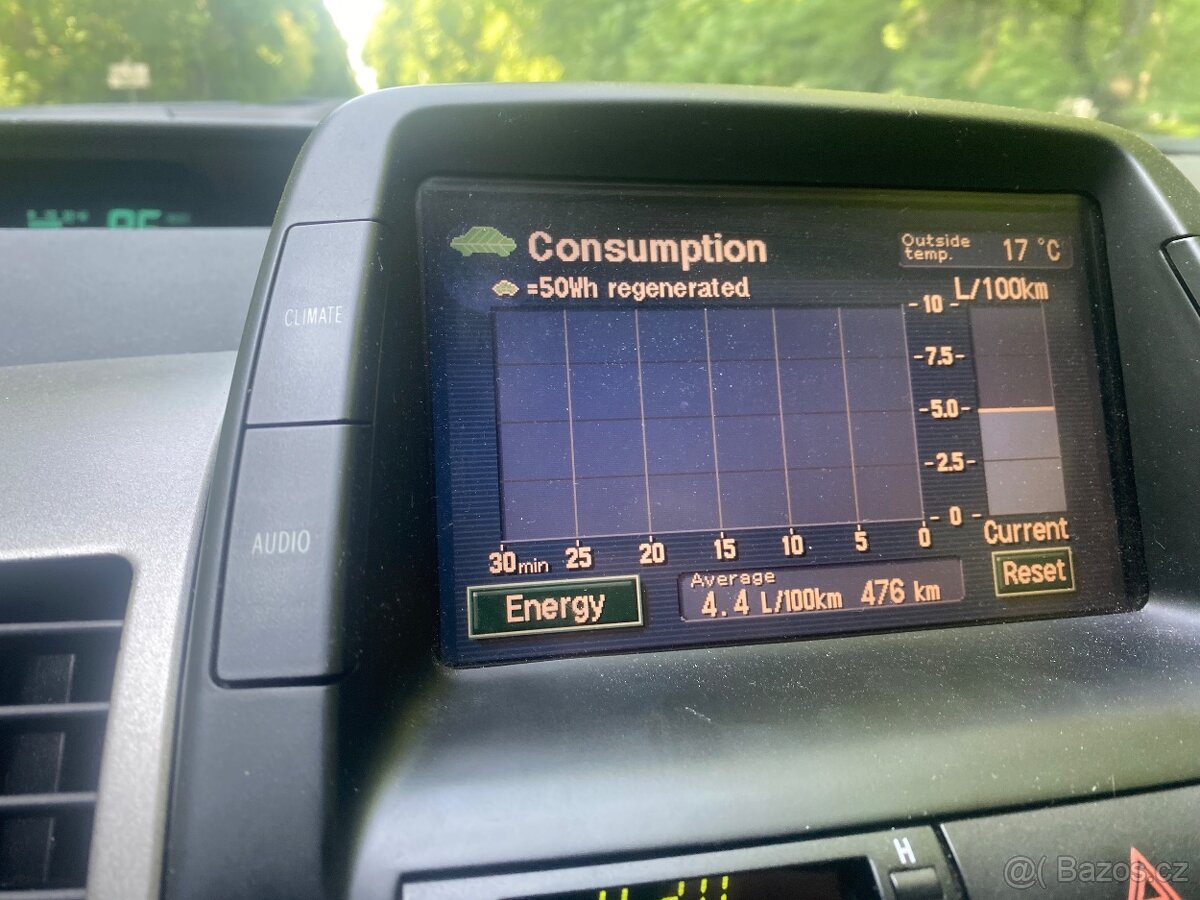 CLIMATE
AUDIO
Consumption
Outside
temp. 17 °C
=50Wh regenerated
L/100km
10
7.5
5.0
2.5
0
30min 25 20 15 10 5 0
Current
Energy
Average
4.4 L/100km 476 km
Reset
H
@( Bazoš.cz